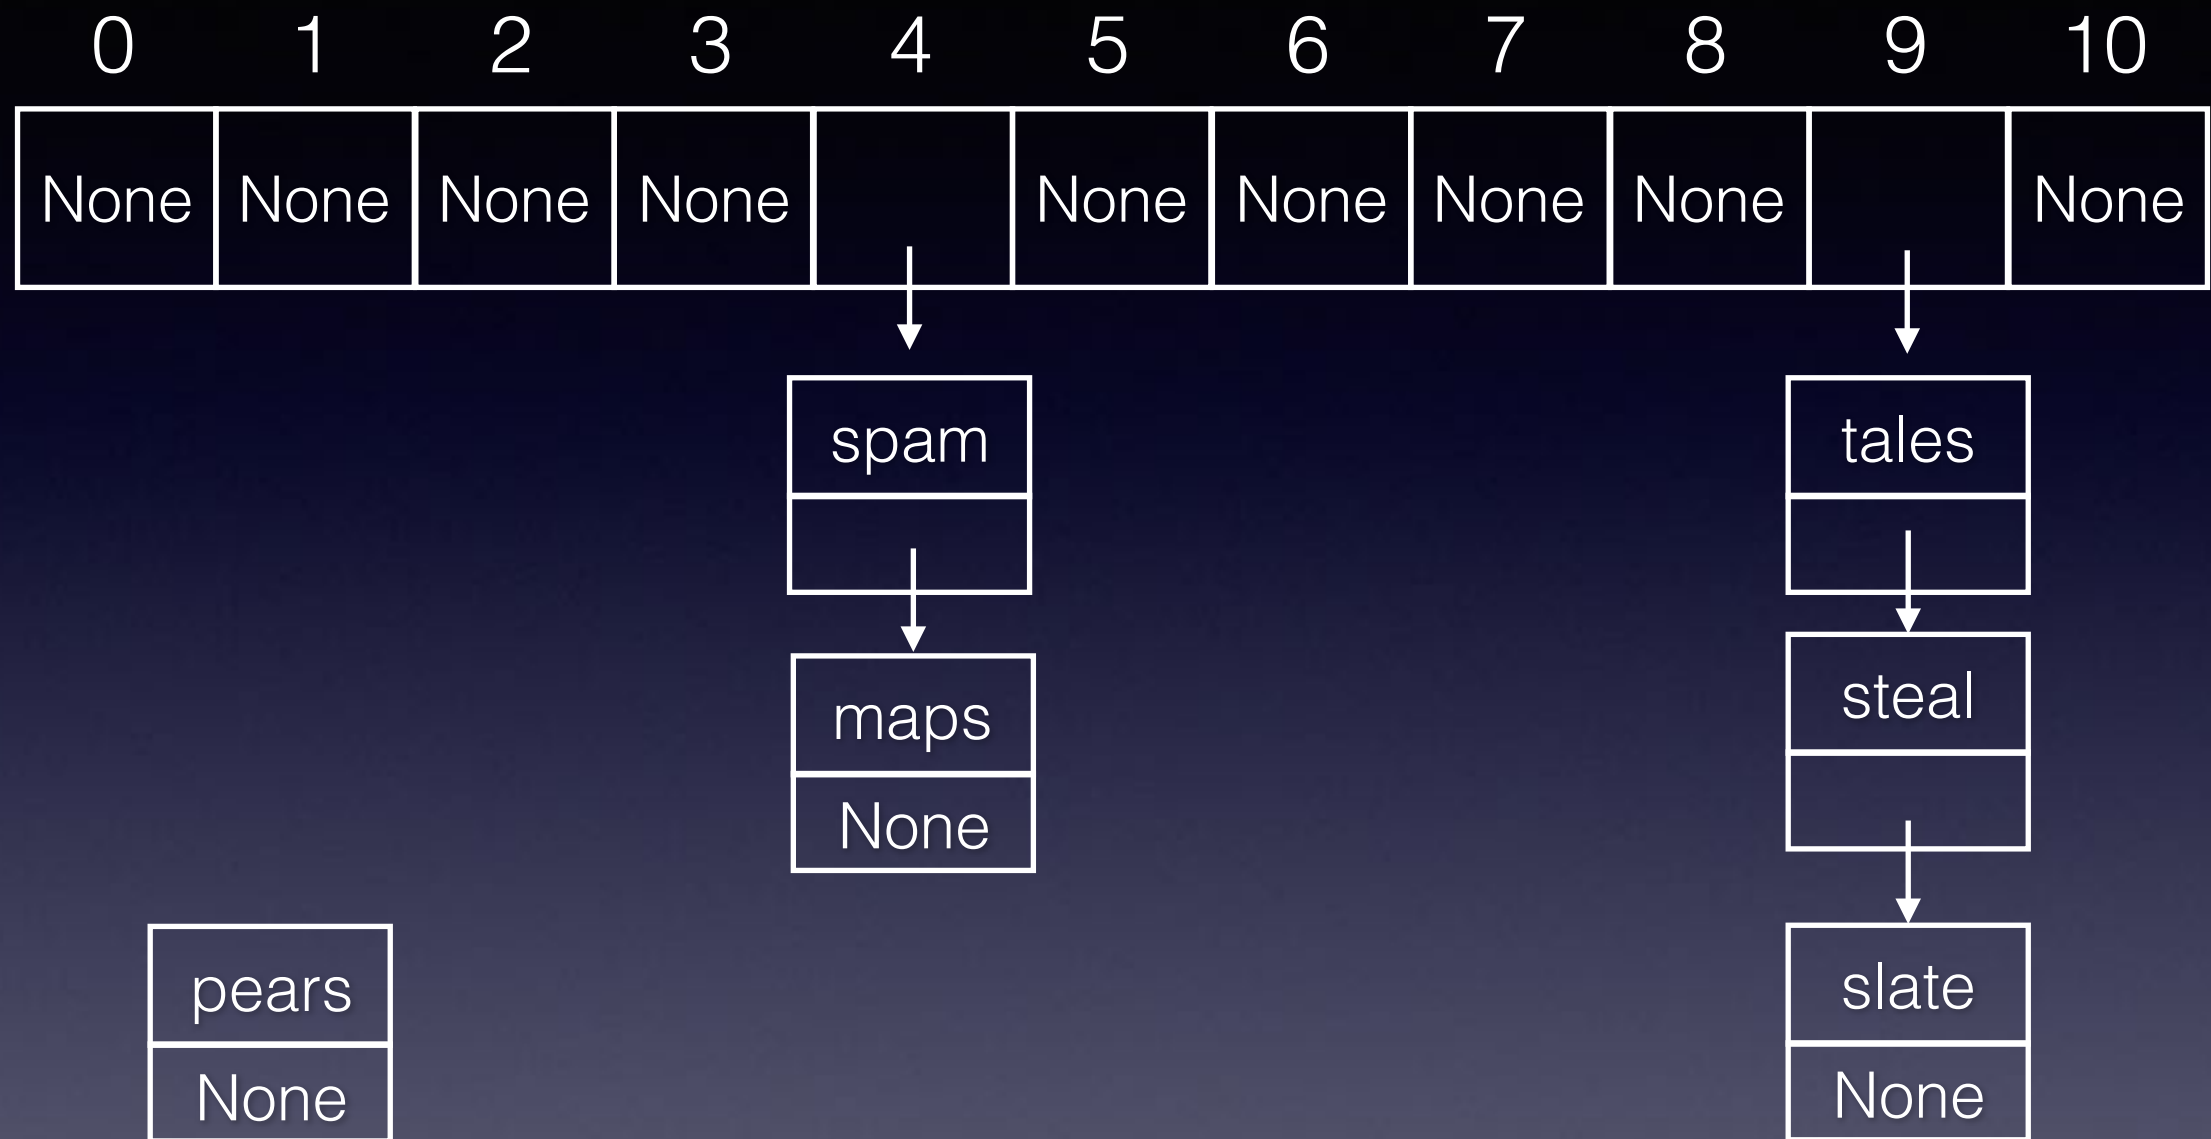 0 1 2 3 4 5 6 7 8 9 10
None None None None None None None None None
spam tales
steal
maps
None
pears slate
None None